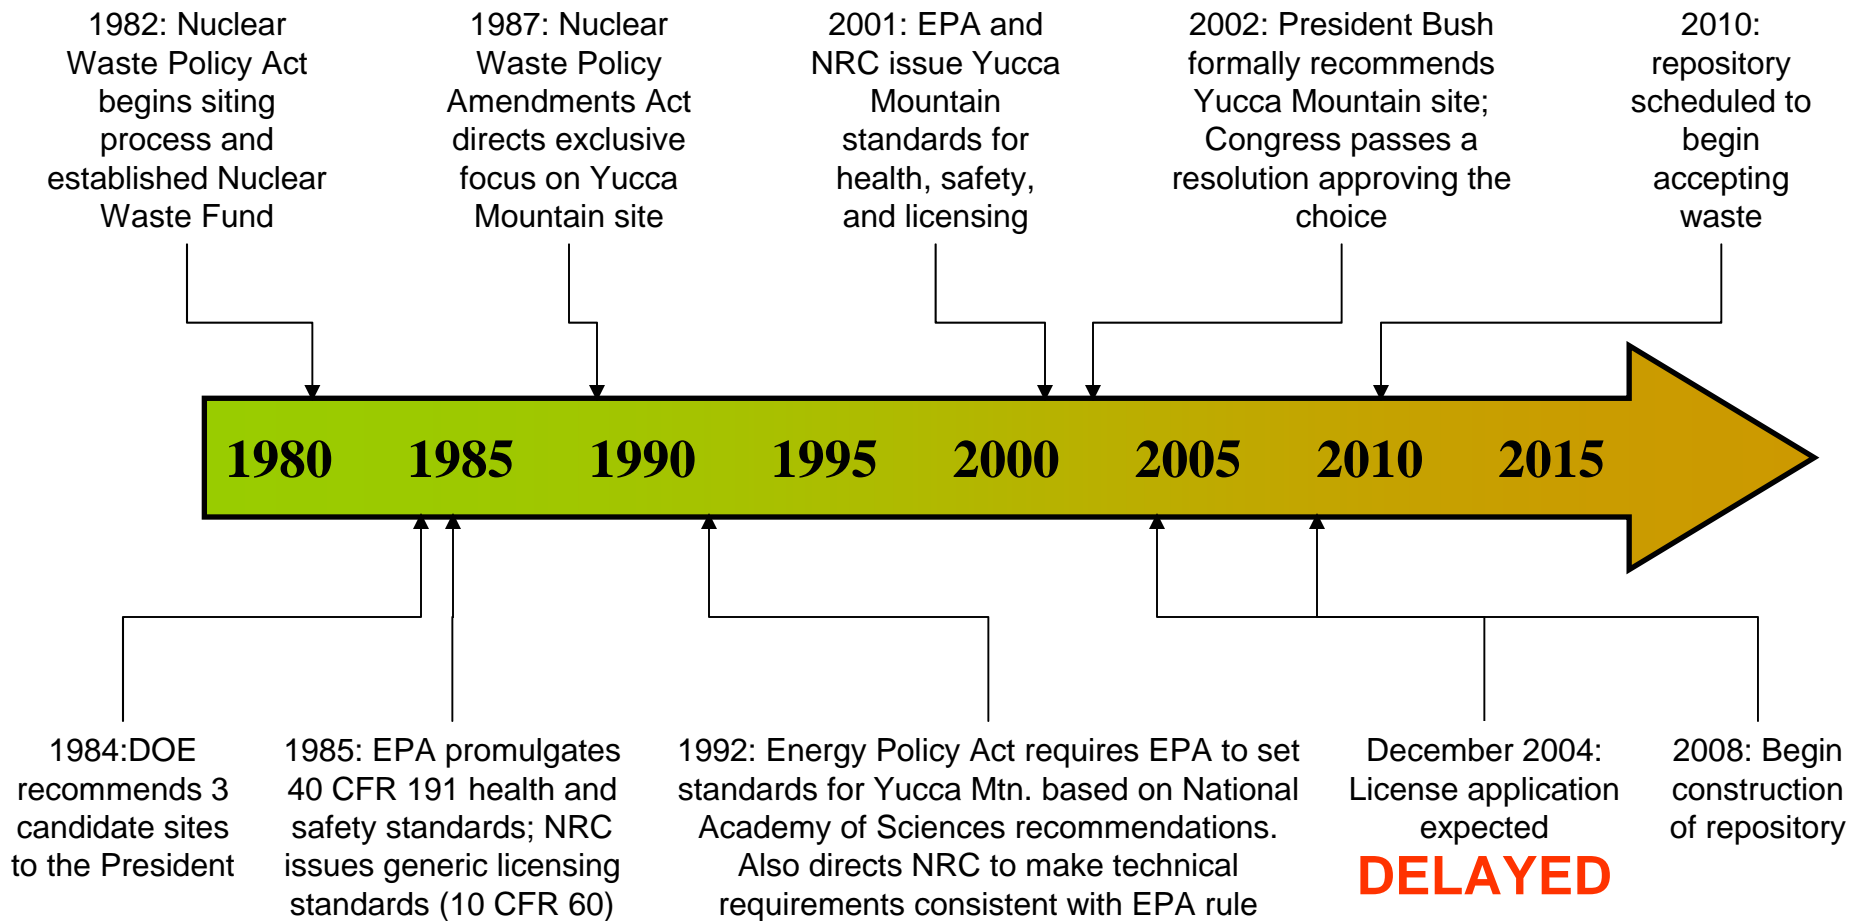 1982: Nuclear
Waste Policy Act
begins siting
process and
established Nuclear
Waste Fund
1987: Nuclear
Waste Policy
Amendments Act
directs exclusive
focus on Yucca
Mountain site
2001: EPA and
NRC issue Yucca
Mountain
standards for
health, safety,
and licensing
2002: President Bush
formally recommends
Yucca Mountain site;
Congress passes a
resolution approving the
choice
2010:
repository
scheduled to
begin
accepting
waste
1980 1985 1990 1995 2000 2005 2010 2015
1984:DOE
recommends 3
candidate sites
to the President
1985: EPA promulgates
40 CFR 191 health and
safety standards; NRC
issues generic licensing
standards (10 CFR 60)
1992: Energy Policy Act requires EPA to set
standards for Yucca Mtn. based on National
Academy of Sciences recommendations.
Also directs NRC to make technical
requirements consistent with EPA rule
December 2004:
License application
expected
DELAYED
2008: Begin
construction
of repository